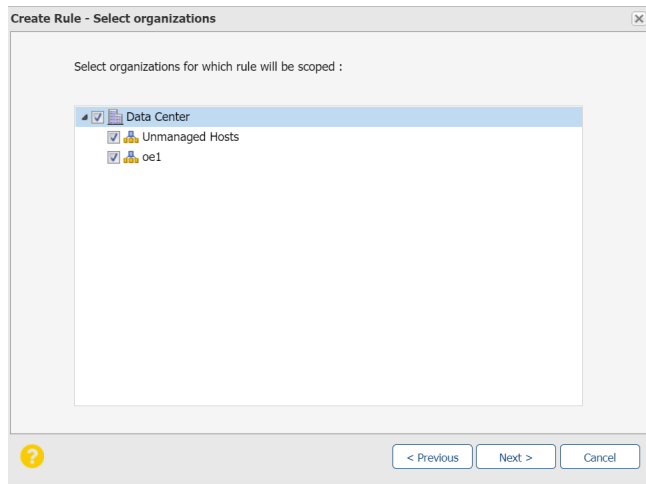 Create Rule - Select organizations
Select organizations for which rule will be scoped :
Data Center
Unmanaged Hosts
oe1
?
< Previous
Next >
Cancel